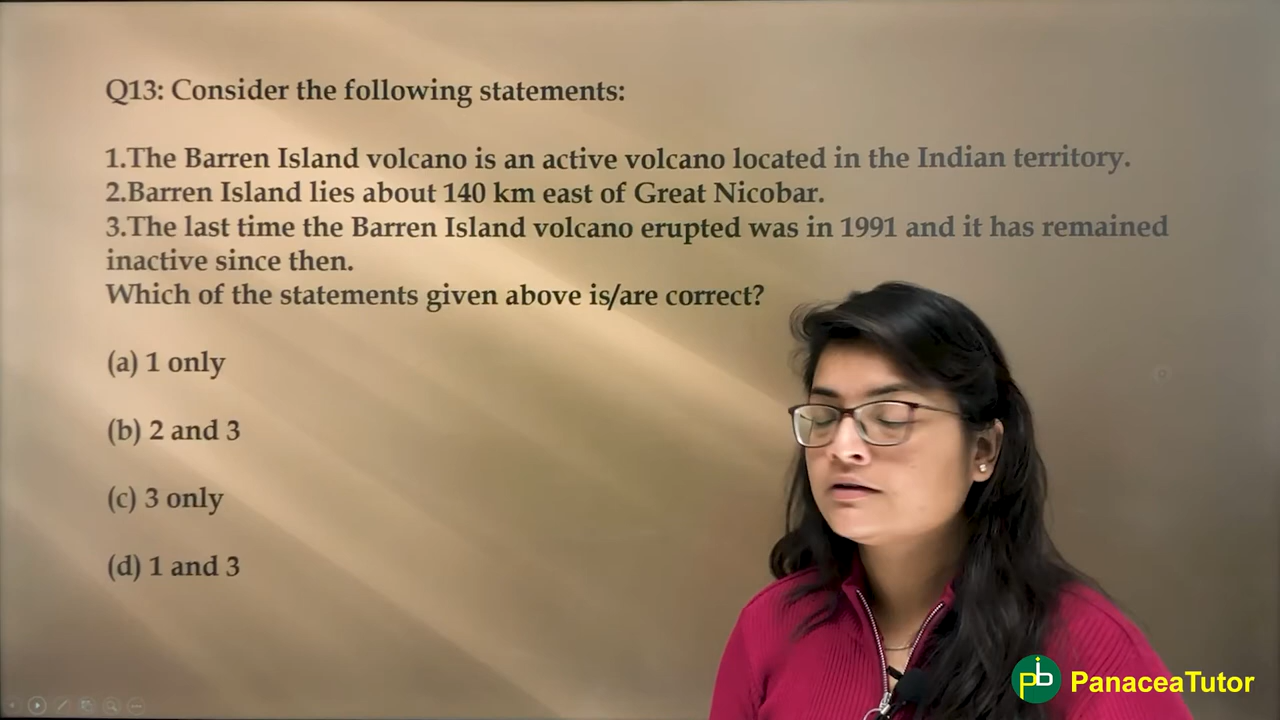 Q13: Consider the following statements:
1.The Barren Island volcano is an active volcano located in the Indian territory.
2.Barren Island lies about 140 km east of Great Nicobar.
3.The last time the Barren Island volcano erupted was in 1991 and it has remained
inactive since then.
Which of the statements given above is/are correct?
(a) 1 only
(b) 2 and 3
(c) 3 only
(d) 1 and 3
pb PanaceaTutor